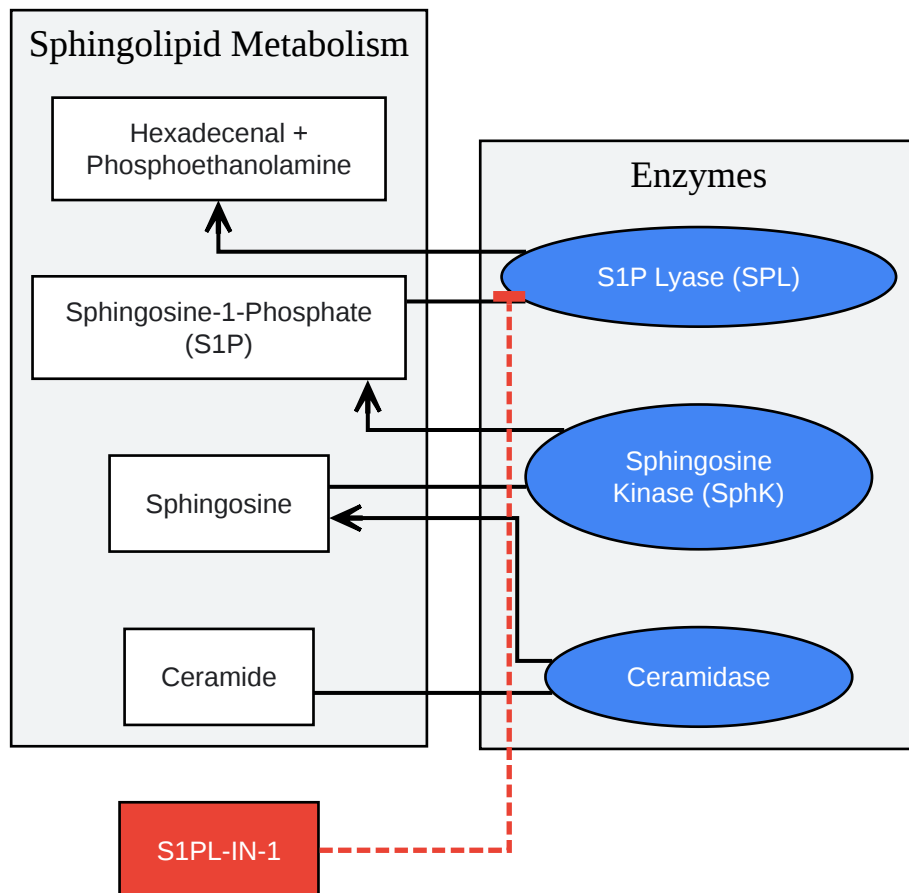 Sphingolipid Metabolism
Hexadecenal +
Phosphoethanolamine
Sphingosine-1-Phosphate
(S1P)
Sphingosine
Ceramide
Enzymes
S1P Lyase (SPL)
Sphingosine
Kinase (SphK)
Ceramidase
S1PL-IN-1